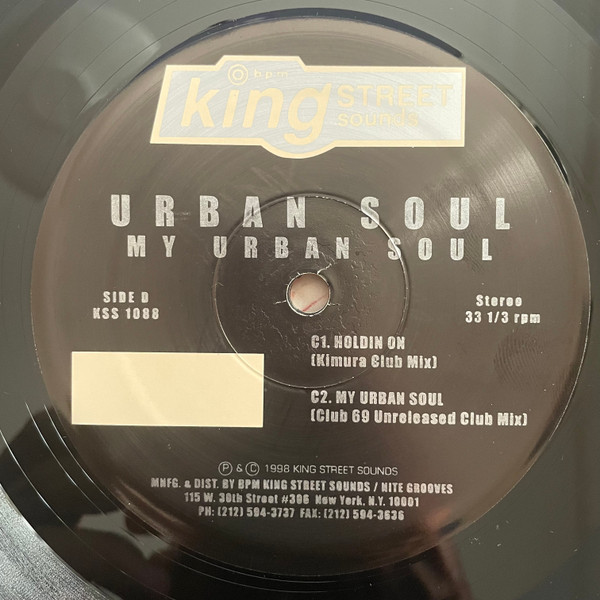 bpm
king STREET
sounds
URBAN SOUL
MY URBAN SOUL
SIDE D
KSS 1088
Stereo
33 1/3 rpm
C1. HOLDIN ON
(Kimura Club Mix)
C2. MY URBAN SOUL
(Club 69 Unreleased Club Mix)
Ⓟ & Ⓒ 1998 KING STREET SOUNDS
MNFG. & DIST. BY BPM KING STREET SOUNDS / NITE GROOVES
115 W. 30th Street #306 New York, N.Y. 10001
PH: (212) 594-3737 FAX: (212) 594-3636